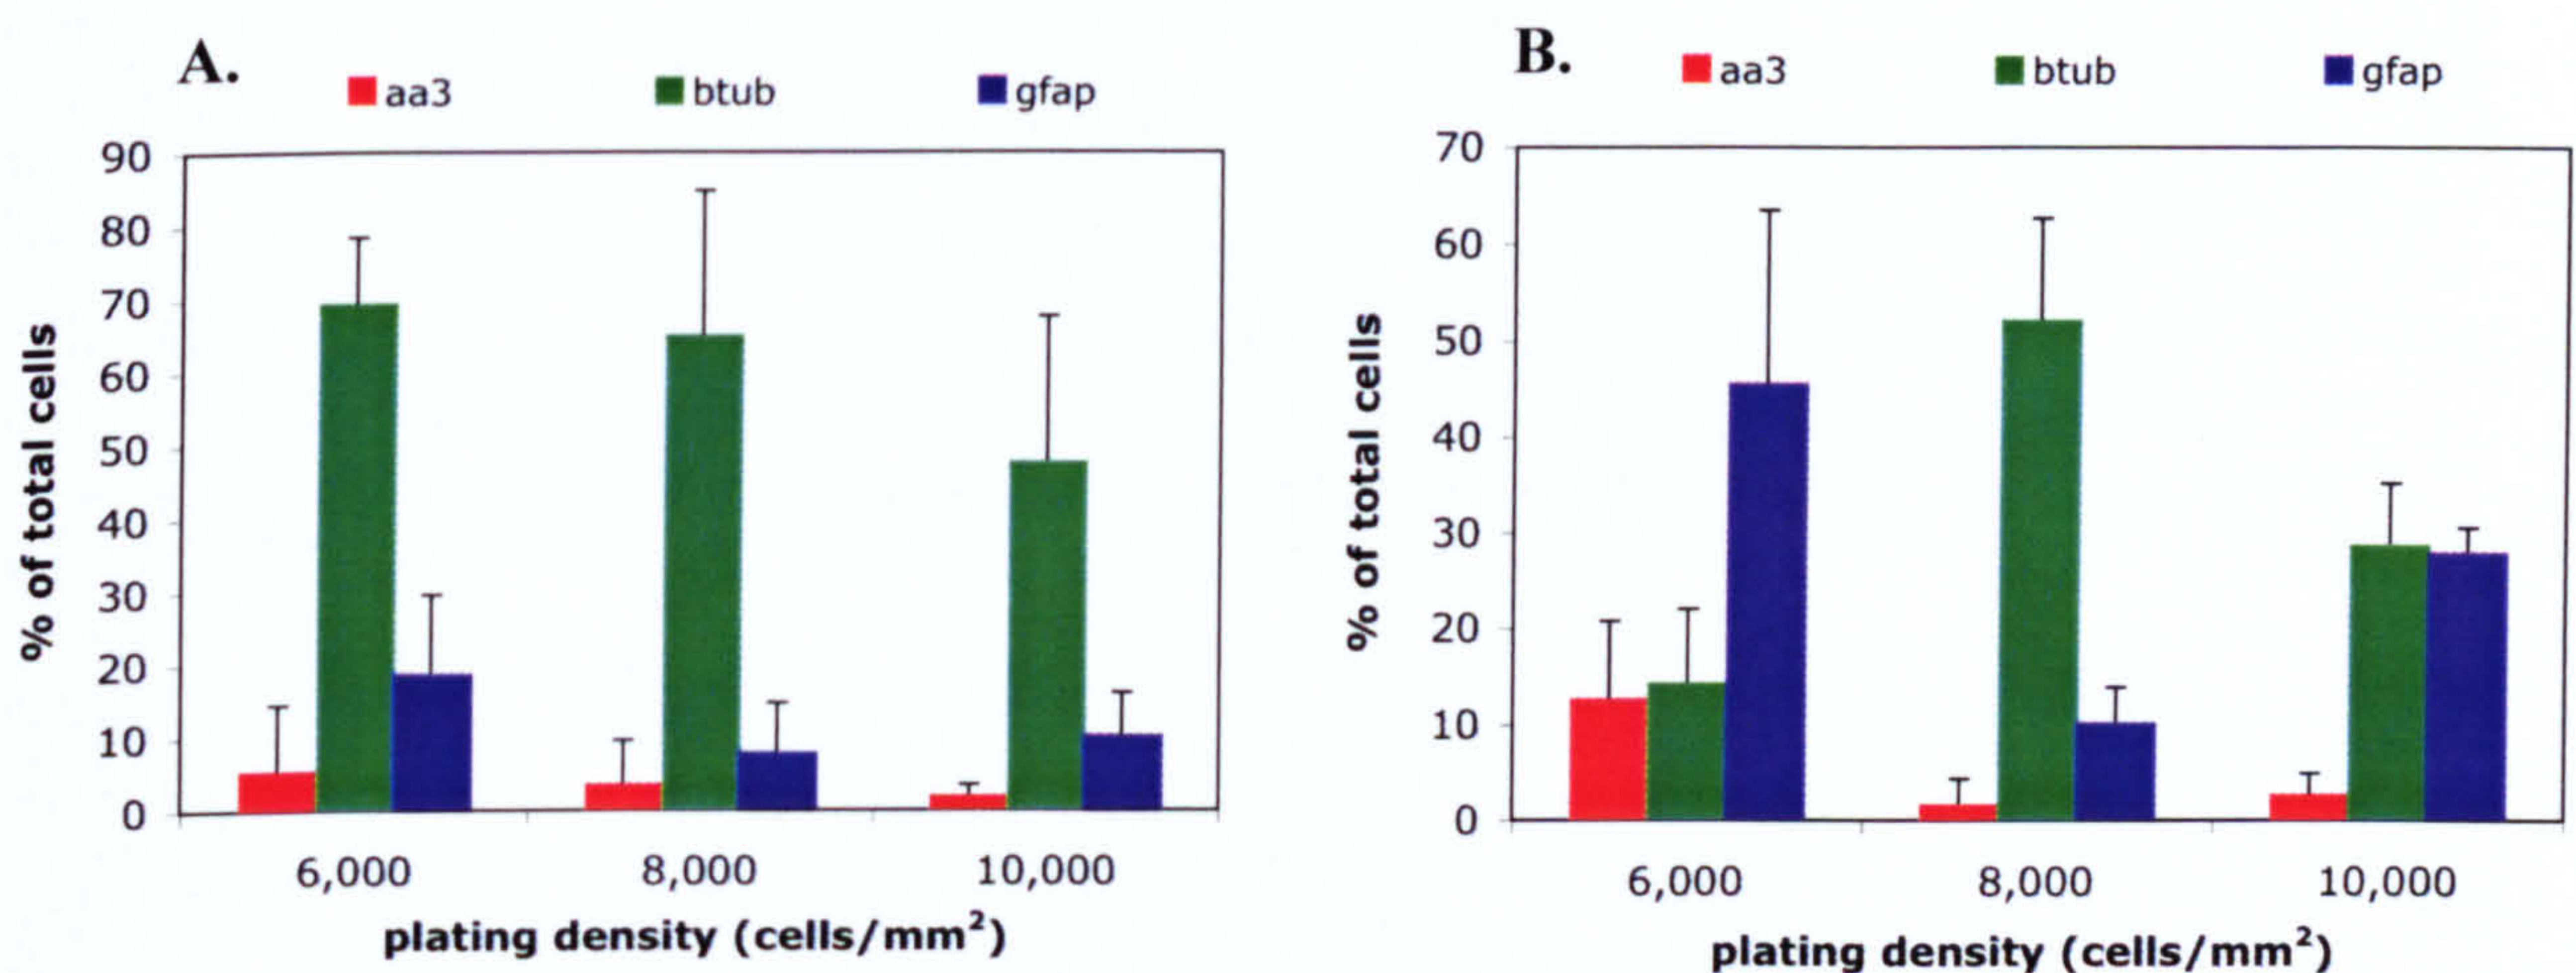 A.
aa3 btub gfap
90
80
70
60
50
40
30
20
10
0
% of total cells
6,000 8,000 10,000
plating density (cells/mm²)
B.
aa3 btub gfap
70
60
50
40
30
20
10
0
% of total cells
6,000 8,000 10,000
plating density (cells/mm²)